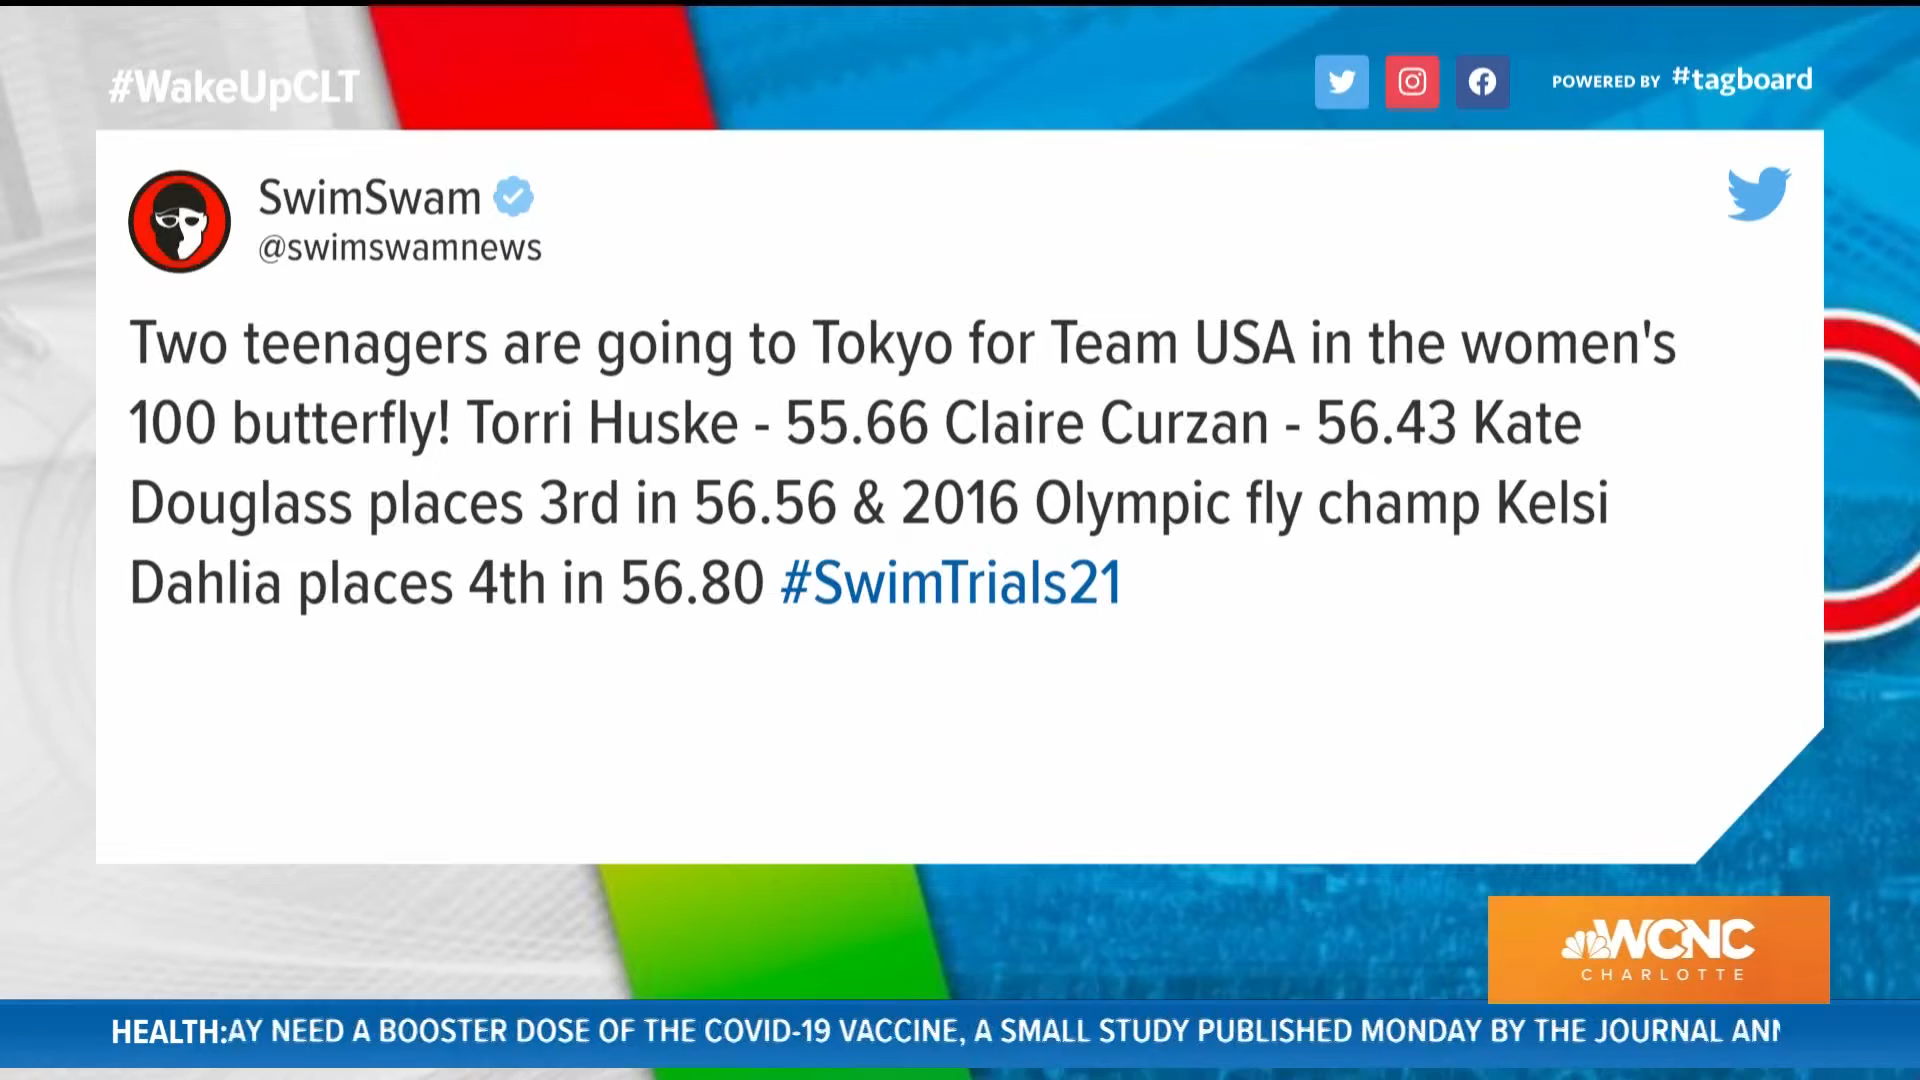 #WakeUpCLT
POWERED BY #tagboard
SwimSwam
@swimswamnews
Two teenagers are going to Tokyo for Team USA in the women's
100 butterfly! Torri Huske - 55.66 Claire Curzan - 56.43 Kate
Douglass places 3rd in 56.56 & 2016 Olympic fly champ Kelsi
Dahlia places 4th in 56.80 #SwimTrials21
WCNC
CHARLOTTE
HEALTH:AY NEED A BOOSTER DOSE OF THE COVID-19 VACCINE, A SMALL STUDY PUBLISHED MONDAY BY THE JOURNAL ANN